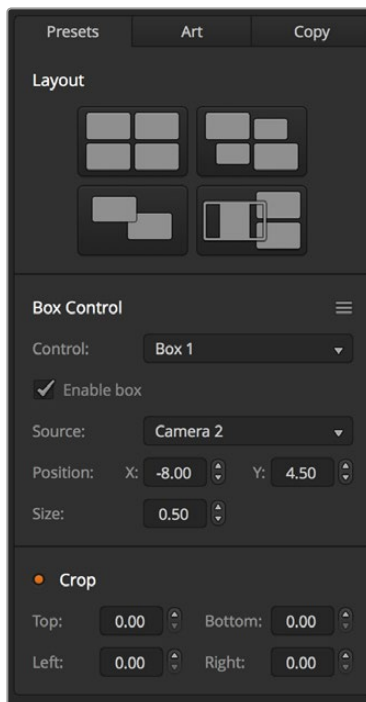 Presets Art Copy
Layout
Box Control
Control: Box 1
Enable box
Source: Camera 2
Position: X: -8.00 Y: 4.50
Size: 0.50
Crop
Top: 0.00 Bottom: 0.00
Left: 0.00 Right: 0.00